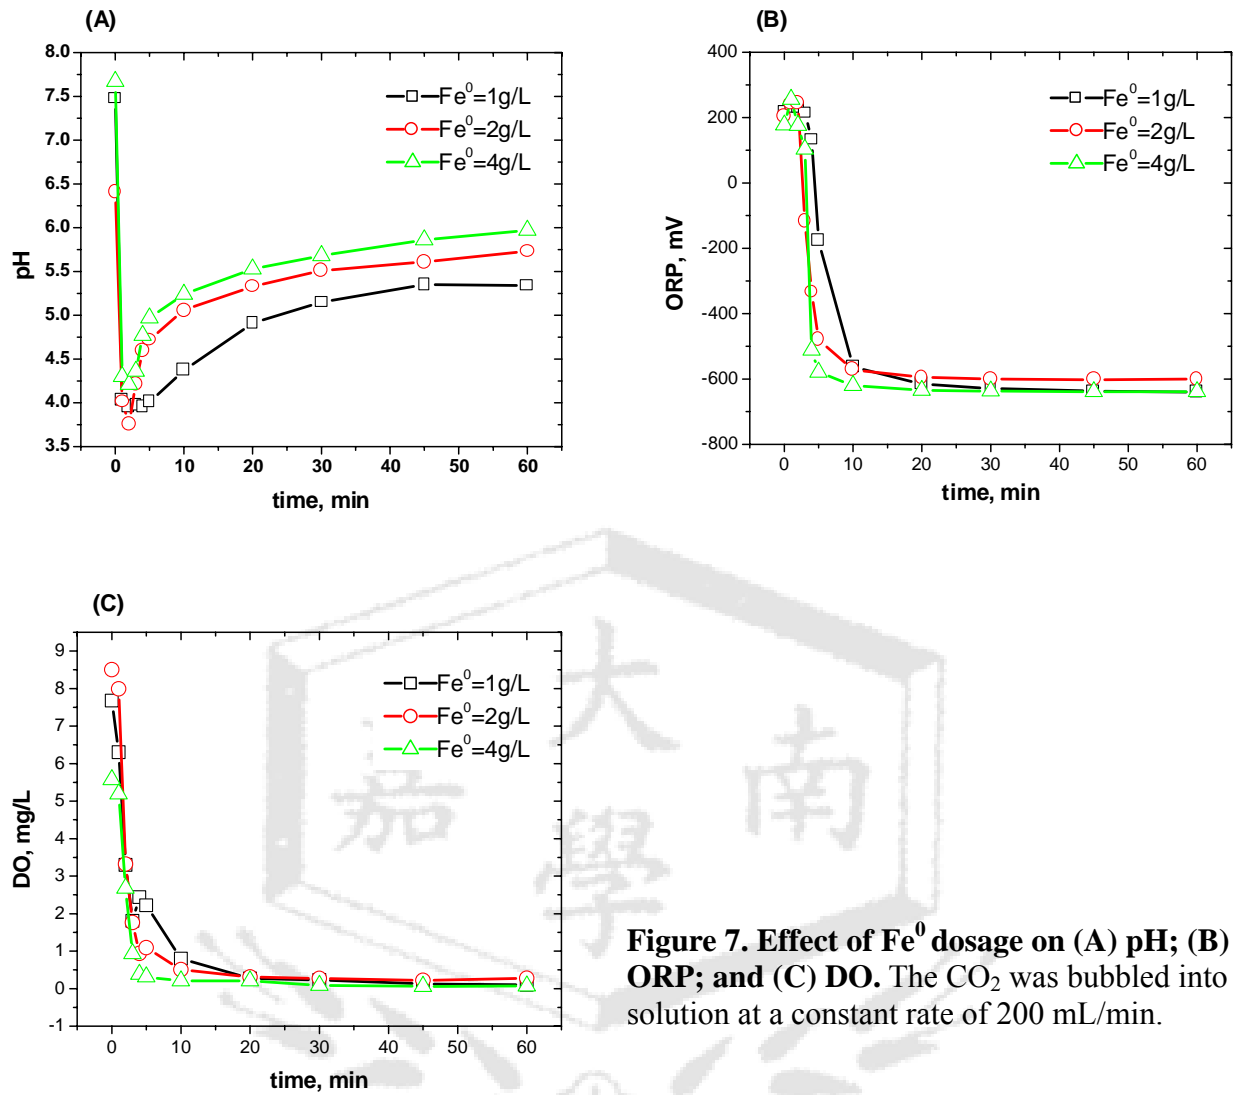 (A)
8.0
7.5
7.0
6.5
6.0
5.5
5.0
4.5
4.0
3.5
pH
0 10 20 30 40 50 60
time, min
Fe⁰=1g/L
Fe⁰=2g/L
Fe⁰=4g/L
(B)
400
200
0
-200
-400
-600
-800
ORP, mV
0 10 20 30 40 50 60
time, min
Fe⁰=1g/L
Fe⁰=2g/L
Fe⁰=4g/L
(C)
9
8
7
6
5
4
3
2
1
0
-1
DO, mg/L
0 10 20 30 40 50 60
time, min
Fe⁰=1g/L
Fe⁰=2g/L
Fe⁰=4g/L
大
嘉 南
學
Figure 7. Effect of Fe⁰ dosage on (A) pH; (B)
ORP; and (C) DO. The CO₂ was bubbled into
solution at a constant rate of 200 mL/min.